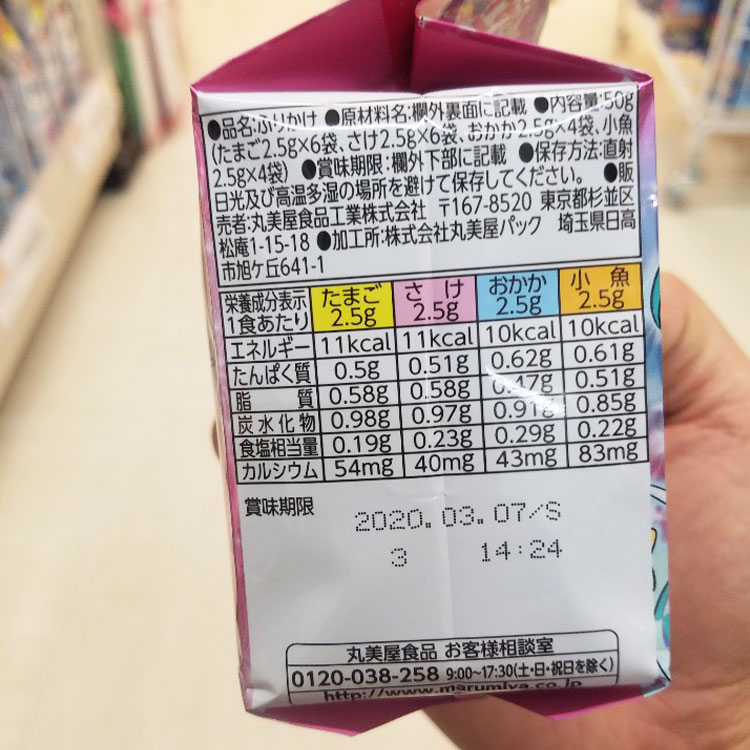 ●品名:ふりかけ ●原材料名:欄外裏面に記載 ●内容量:50g
(たまご2.5g×6袋、さけ2.5g×6袋、おかか2.5g×4袋、小魚
2.5g×4袋) ●賞味期限:欄外下部に記載 ●保存方法:直射
日光及び高温多湿の場所を避けて保存してください。 ●販
売者:丸美屋食品工業株式会社 〒167-8520 東京都杉並区
松庵1-15-18 ●加工所:株式会社丸美屋パック 埼玉県日高
市旭ケ丘641-1
栄養成分表示 たまご さけ おかか 小魚
1食あたり 2.5g 2.5g 2.5g 2.5g
エネルギー 11kcal 11kcal 10kcal 10kcal
たんぱく質 0.5g 0.51g 0.62g 0.61g
脂質 0.58g 0.58g 0.47g 0.51g
炭水化物 0.98g 0.97g 0.91g 0.85g
食塩相当量 0.19g 0.23g 0.29g 0.22g
カルシウム 54mg 40mg 43mg 83mg
賞味期限 2020.03.07/S
3 14:24
丸美屋食品 お客様相談室
0120-038-258 9:00~17:30(土・日・祝日を除く)
http://www.marumiya.co.jp